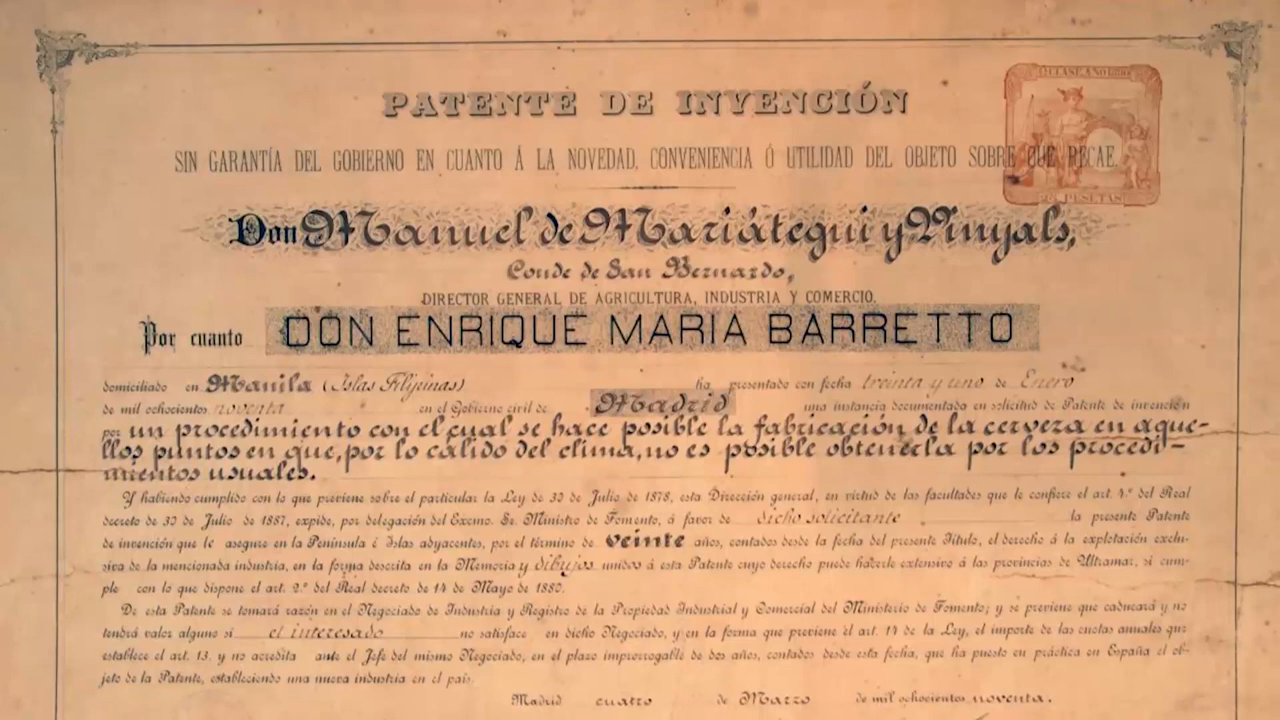 PATENTE DE INVENCIÓN
SIN GARANTÍA DEL GOBIERNO EN CUANTO Á LA NOVEDAD, CONVENIENCIA Ó UTILIDAD DEL OBJETO SOBRE QUE RECAE.
Don Manuel de Mariátegui y Vinyals,
Conde de San Bernardo,
DIRECTOR GENERAL DE AGRICULTURA, INDUSTRIA Y COMERCIO.
Por cuanto DON ENRIQUE MARIA BARRETTO
domiciliado en Manila (Islas Filipinas) ha presentado con fecha treinta y uno de Enero
de mil ochocientos noventa en el Gobierno civil de Madrid una instancia documentada en solicitud de Patente de invención
por un procedimiento con el cual se hace posible la fabricación de la cerveza en aque-
llos puntos en que, por lo cálido del clima, no es posible obtenerla por los procedi-
mientos usuales.
Y habiendo cumplido con lo que previene sobre el particular la Ley de 30 de Julio de 1878, esta Dirección general, en virtud de las facultades que le confiere el art. 4.º del Real
decreto de 30 de Julio de 1887, expido, por delegación del Excmo. Sr. Ministro de Fomento, á favor de dicho solicitante la presente Patente
de invención que le asegure en la Península é Islas adyacentes, por el término de veinte años, contados desde la fecha del presente Título, el derecho á la explotación exclu-
siva de la mencionada industria, en la forma descrita en la Memoria y dibujos unidos á esta Patente cuyo derecho puede haberle extensivo á las provincias de Ultramar, si cum-
ple con lo que dispone el art. 2.º del Real decreto de 14 de Mayo de 1880.
De esta Patente se tomará razón en el Negociado de Industria y Registro de la Propiedad Industrial y Comercial del Ministerio de Fomento; y se previene que caducará y no
tendrá valor alguno si el interesado no satisface en dicho Negociado, y en la forma que previene el art. 14 de la Ley, el importe de las cuotas anuales que
establece el art. 13, y no acredita ante el Jefe del mismo Negociado, en el plazo improrrogable de dos años, contados desde esta fecha, que ha puesto en práctica en España el ob-
jeto de la Patente, estableciendo una nueva industria en el país.
Madrid cuatro de Marzo de mil ochocientos noventa.